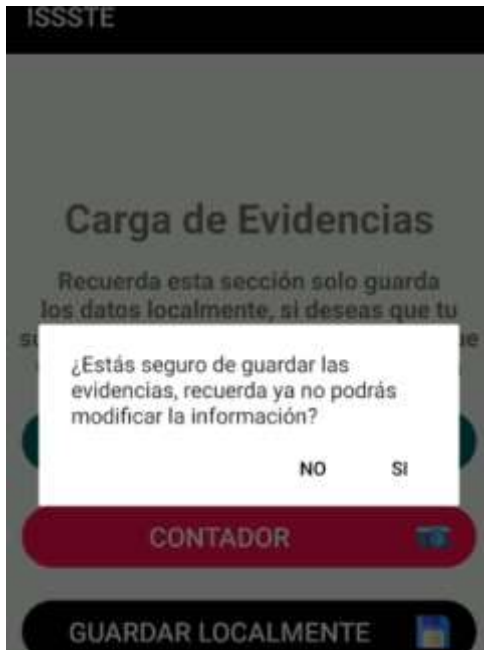 ISSSTE
Carga de Evidencias
Recuerda esta sección solo guarda
los datos localmente, si deseas que tu
¿Estás seguro de guardar las
evidencias, recuerda ya no podrás
modificar la información?
NO SI
CONTADOR
GUARDAR LOCALMENTE